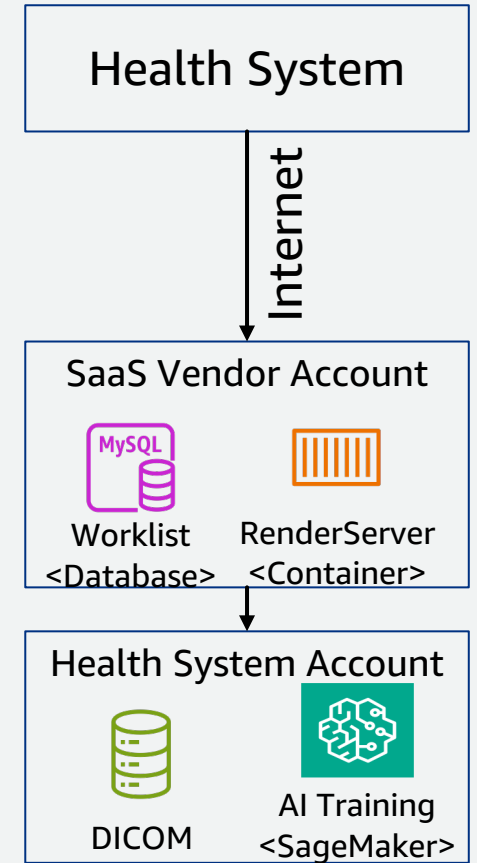 Health System
Internet
SaaS Vendor Account
MySQL
Worklist
<Database>
RenderServer
<Container>
Health System Account
DICOM
AI Training
<SageMaker>